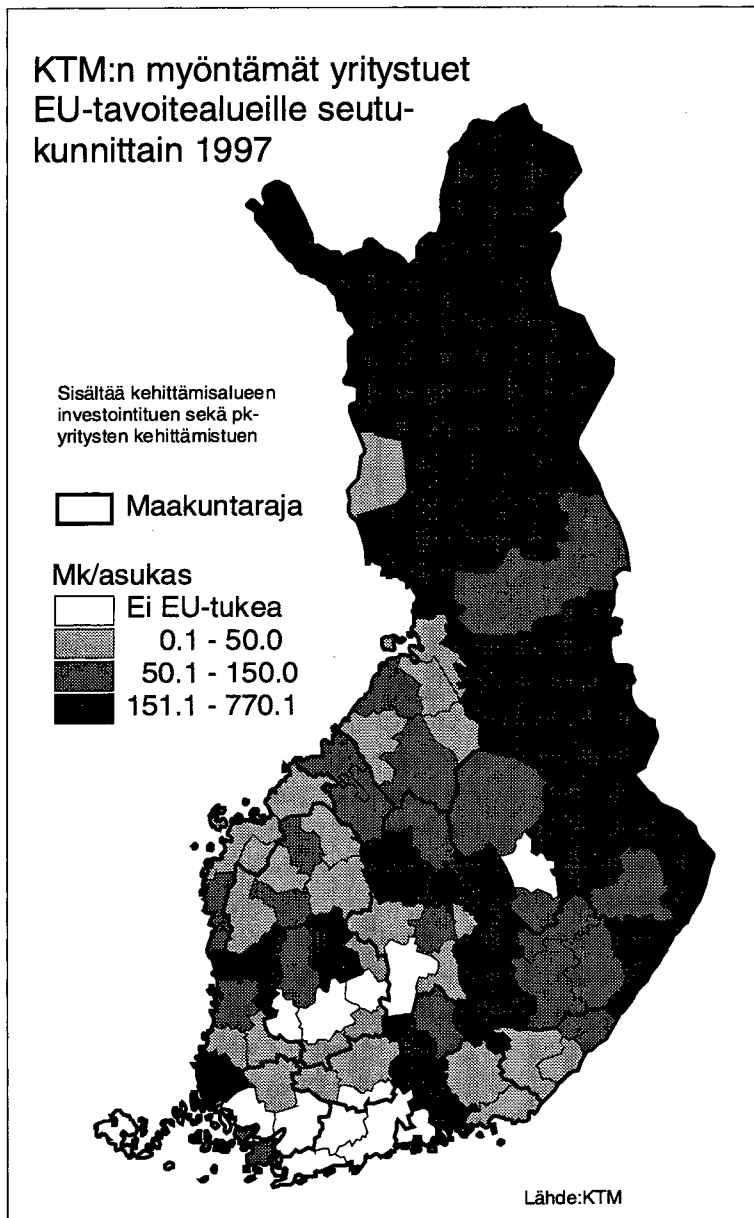 KTM:n myöntämät yritystuet
EU-tavoitealueille seutu-
kunnittain 1997
Sisältää kehittämisalueen
investointituen sekä pk-
yritysten kehittämistuen
Maakuntaraja
Mk/asukas
Ei EU-tukea
0.1 - 50.0
50.1 - 150.0
151.1 - 770.1
Lähde:KTM